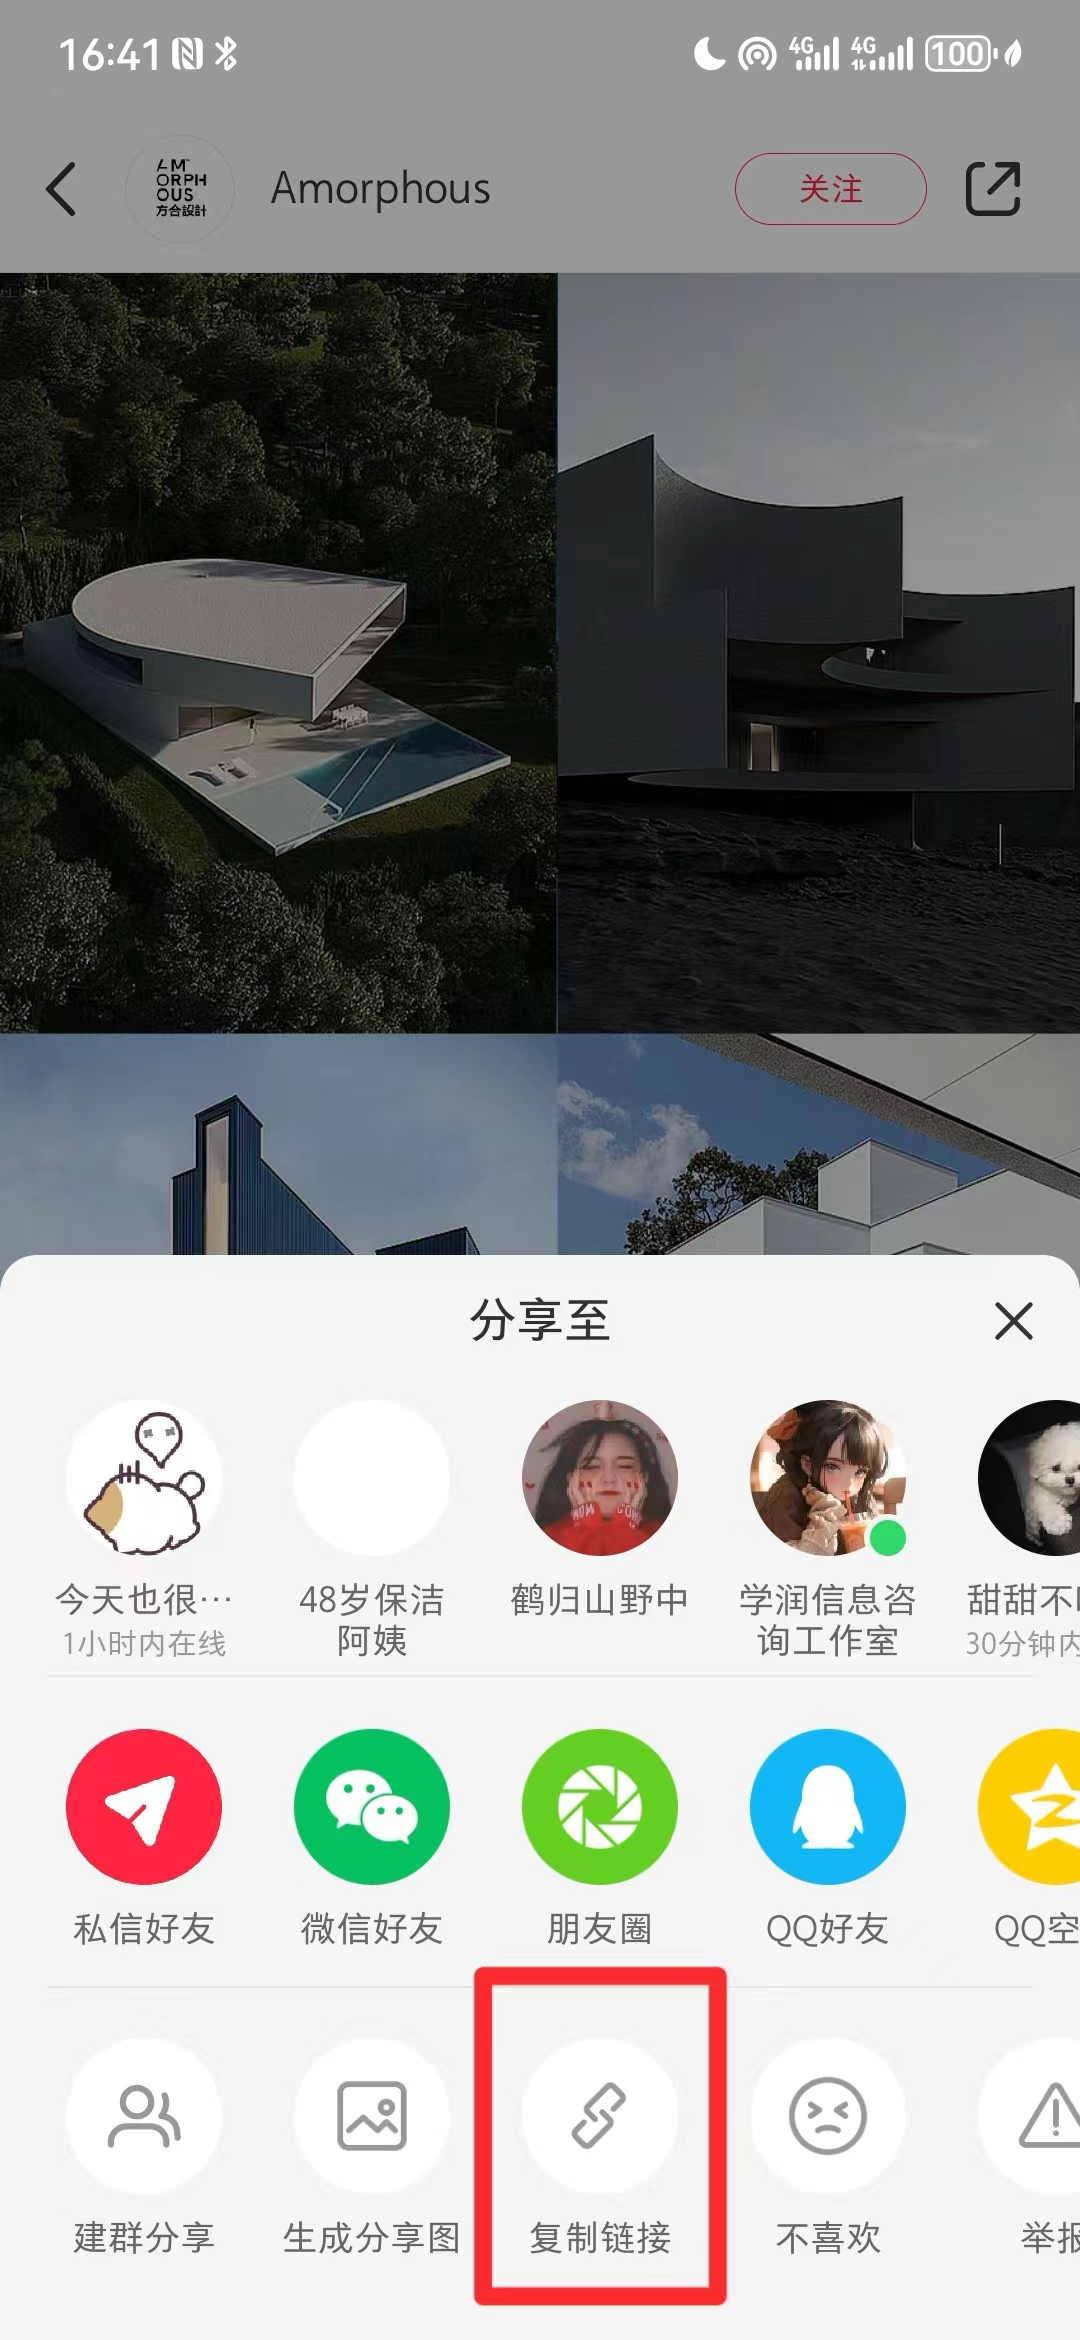 16:41
4G 4G 100
AM
ORPH
OUS
方合設計
Amorphous
关注
分享至
今天也很…
1小时内在线
48岁保洁
阿姨
鹤归山野中
学润信息咨
询工作室
甜甜不
30分钟内
私信好友
微信好友
朋友圈
QQ好友
QQ空
建群分享
生成分享图
复制链接
不喜欢
举报